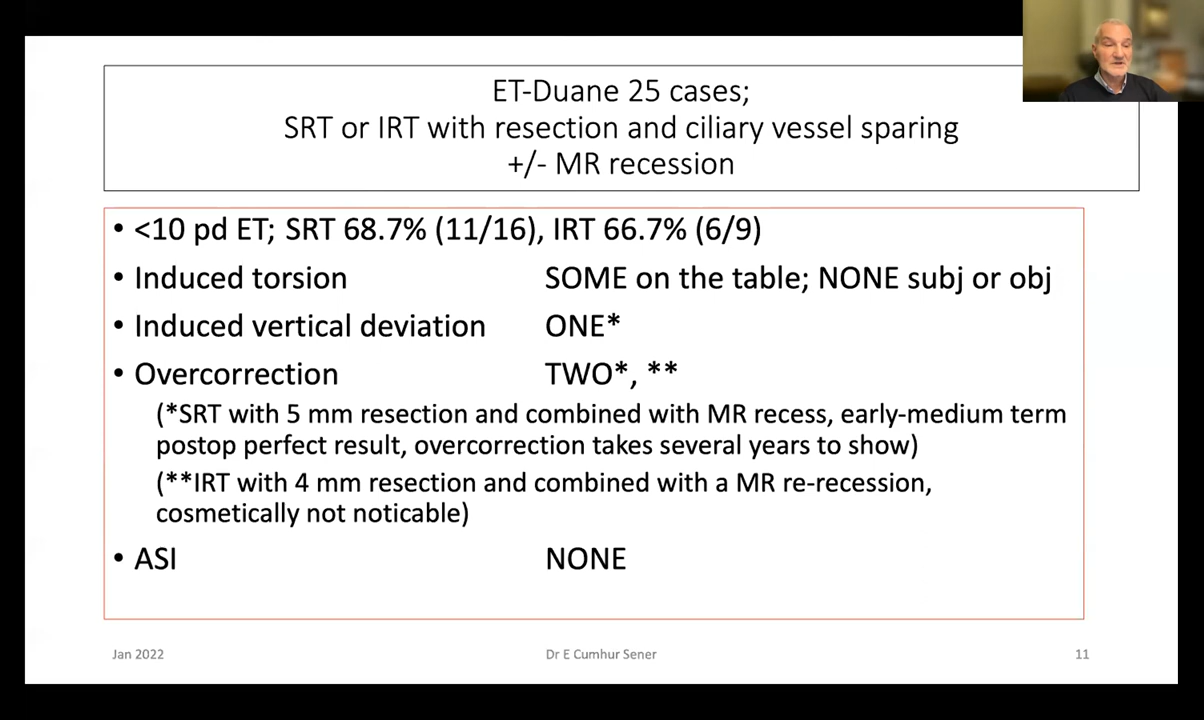 ET-Duane 25 cases;
SRT or IRT with resection and ciliary vessel sparing
+/- MR recession
• <10 pd ET; SRT 68.7% (11/16), IRT 66.7% (6/9)
• Induced torsion SOME on the table; NONE subj or obj
• Induced vertical deviation ONE*
• Overcorrection TWO*, **
(*SRT with 5 mm resection and combined with MR recess, early-medium term
postop perfect result, overcorrection takes several years to show)
(**IRT with 4 mm resection and combined with a MR re-recession,
cosmetically not noticable)
• ASI NONE
Jan 2022 Dr E Cumhur Sener 11